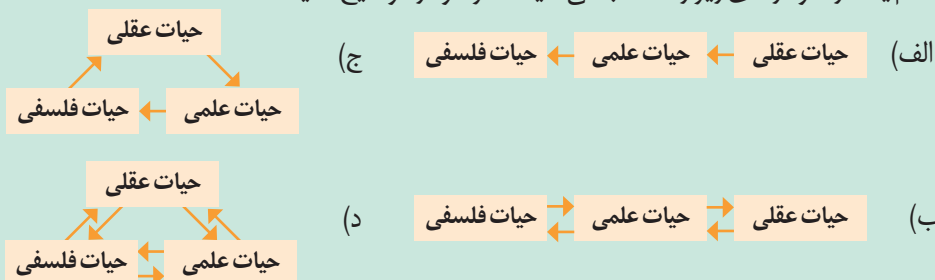 حیات عقلی
الف) حیات عقلی حیات علمی حیات فلسفی
ج) حیات علمی حیات فلسفی
حیات عقلی
ب) حیات عقلی حیات علمی حیات فلسفی
د) حیات علمی حیات فلسفی